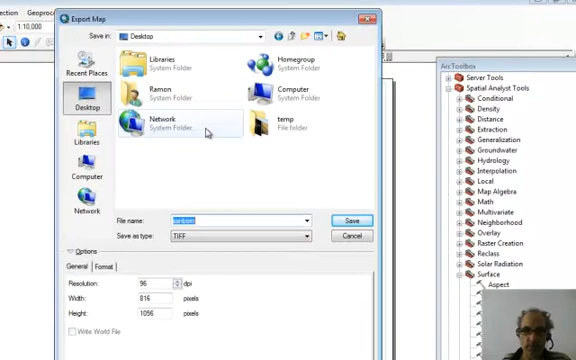 Export Map
election
Geoproc
1:10,000
Save in:
Desktop
Recent Places
Desktop
Libraries
Computer
Network
Libraries
System Folder
Homegroup
System Folder
Ramon
System Folder
Computer
System Folder
Network
System Folder
temp
File folder
File name:
Save
Save as type:
TIFF
Cancel
Options
General
Format
Resolution:
96
dpi
Width:
816
pixels
Height:
1056
pixels
Write World File
ArcToolbox
Server Tools
Spatial Analyst Tools
Conditional
Density
Distance
Extraction
Generalization
Groundwater
Hydrology
Interpolation
Local
Map Algebra
Math
Multivariate
Neighborhood
Overlay
Raster Creation
Reclass
Solar Radiation
Surface
Aspect